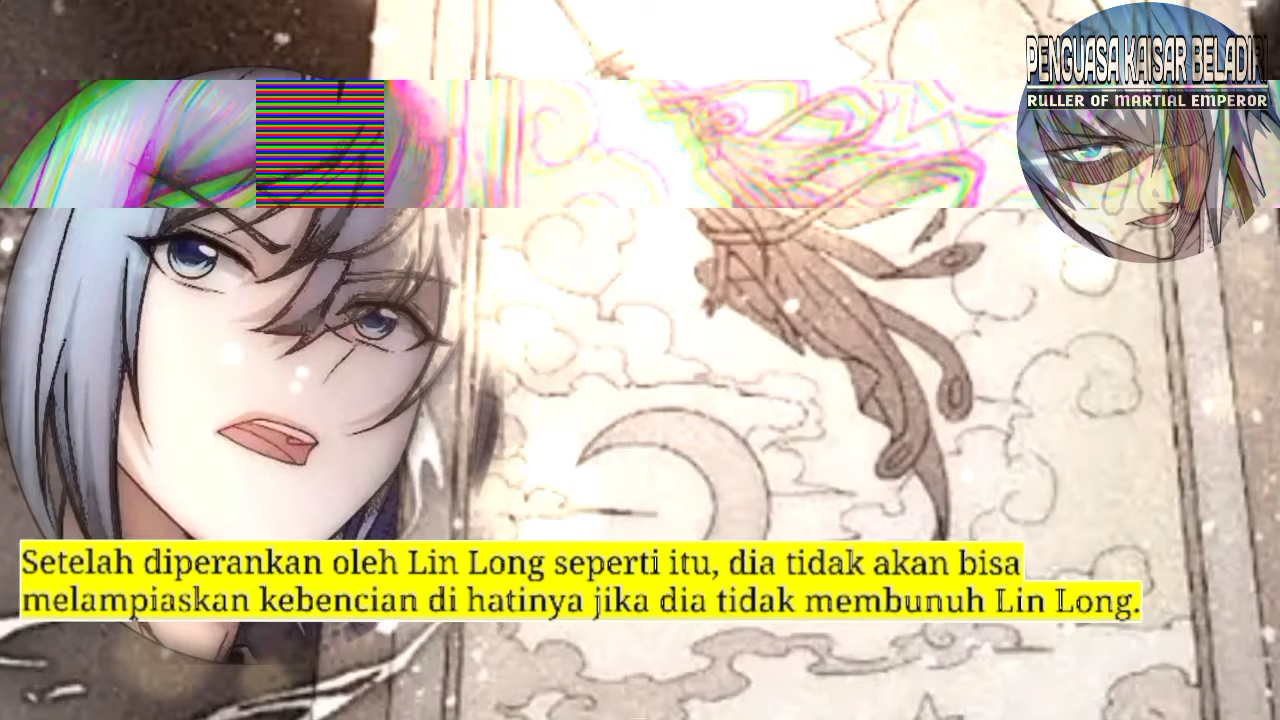 PENGUASA KAISAR BELADIRI
RULLER OF MARTIAL EMPEROR
Setelah diperankan oleh Lin Long seperti itu, dia tidak akan bisa
melampiaskan kebencian di hatinya jika dia tidak membunuh Lin Long.